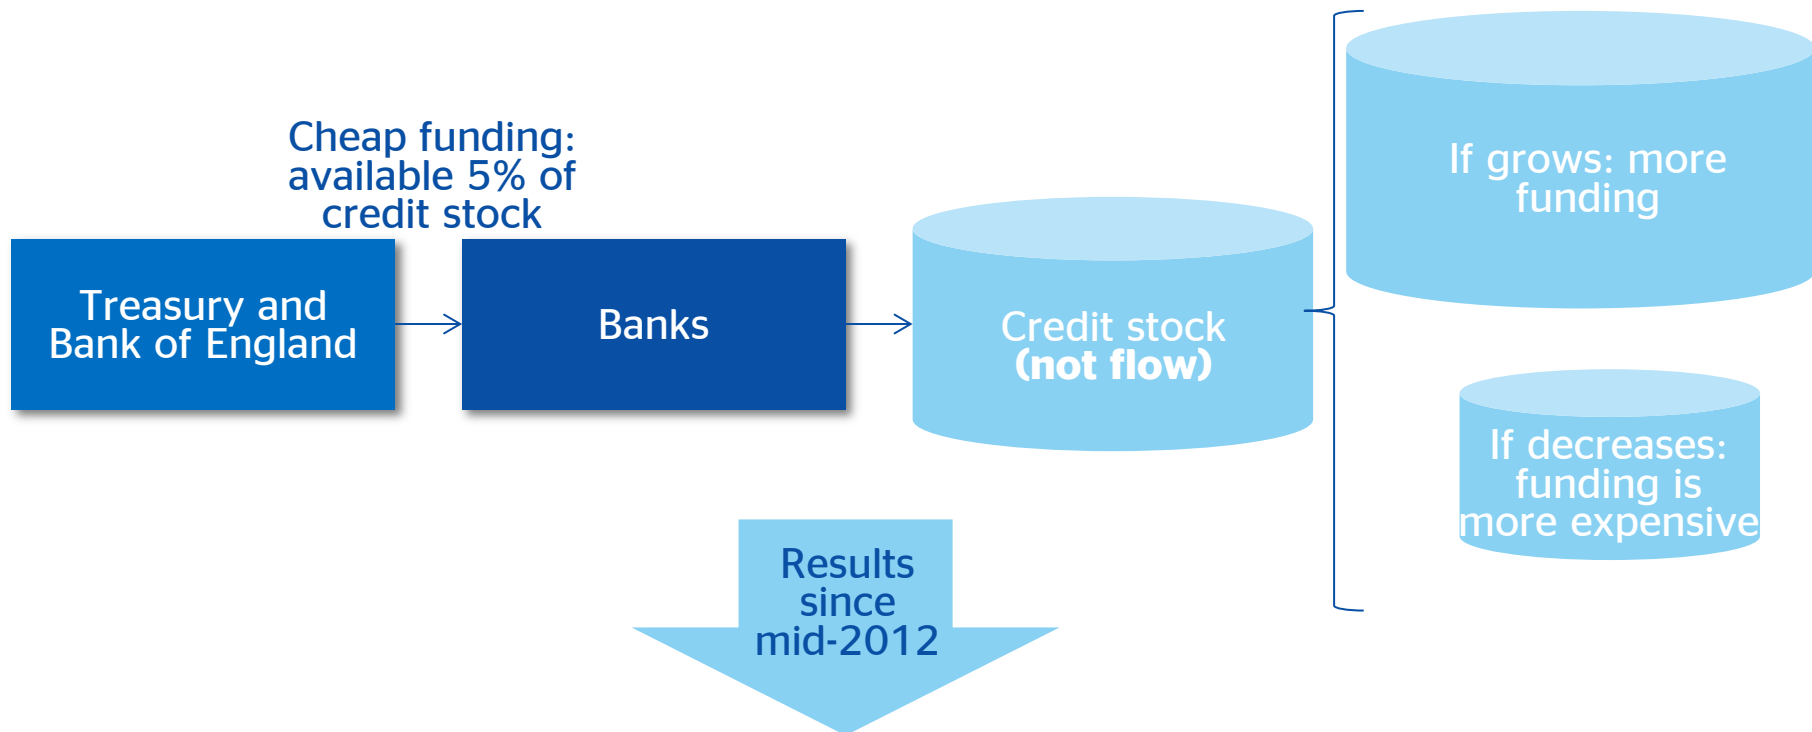 Cheap funding:
available 5% of
credit stock
Treasury and
Bank of England
Banks
Credit stock
(not flow)
If grows: more
funding
If decreases:
funding is
more expensive
Results
since
mid-2012